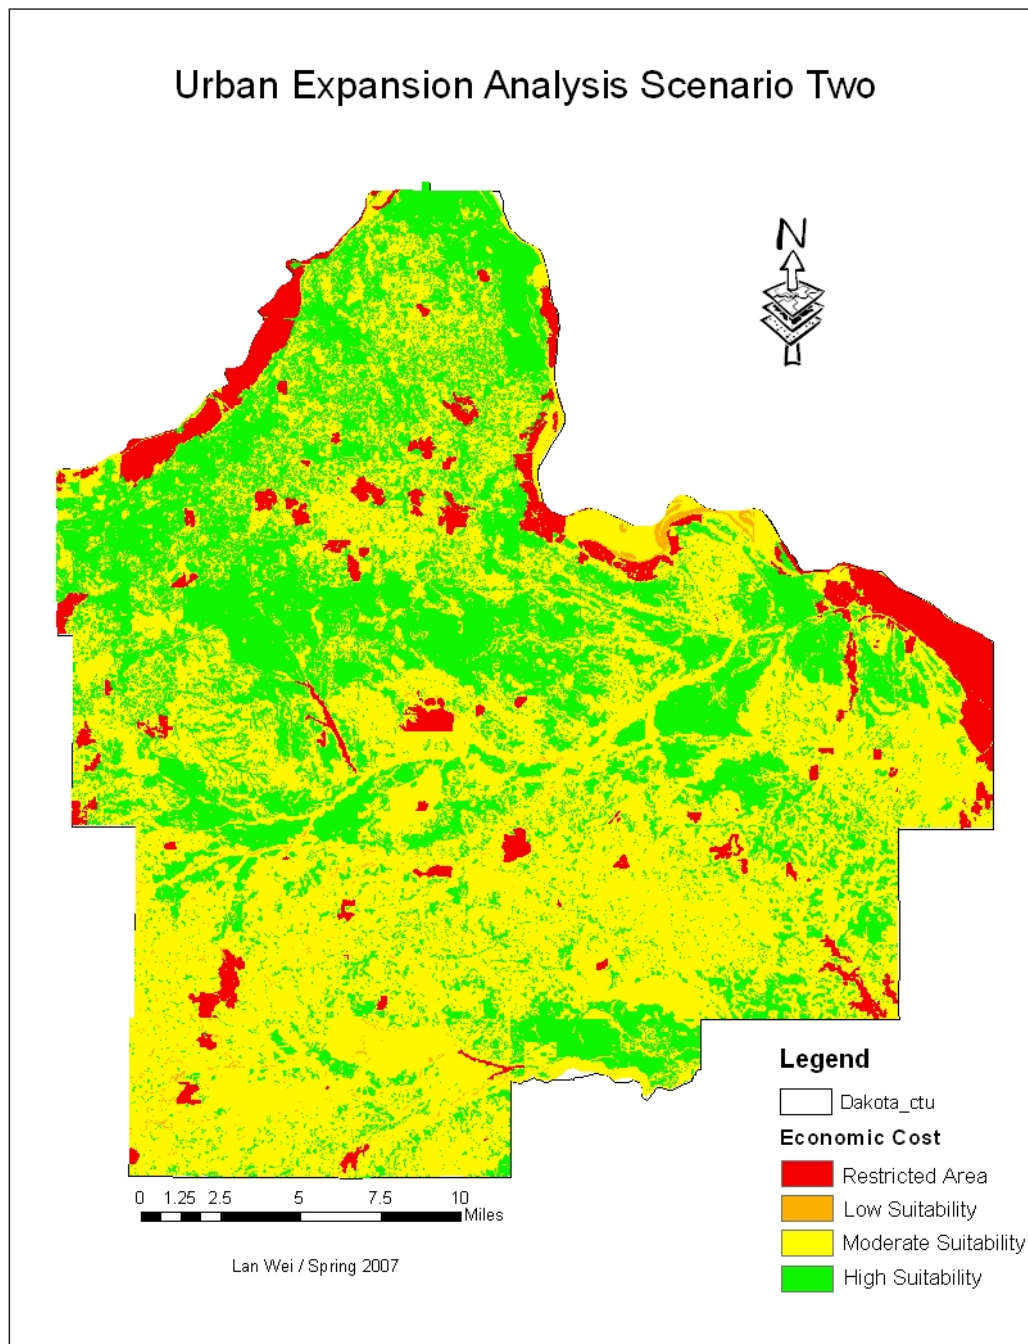 Urban Expansion Analysis Scenario Two
N
Legend
Dakota_ctu
Economic Cost
Restricted Area
Low Suitability
Moderate Suitability
High Suitability
0 1.25 2.5 5 7.5 10
Miles
Lan Wei / Spring 2007